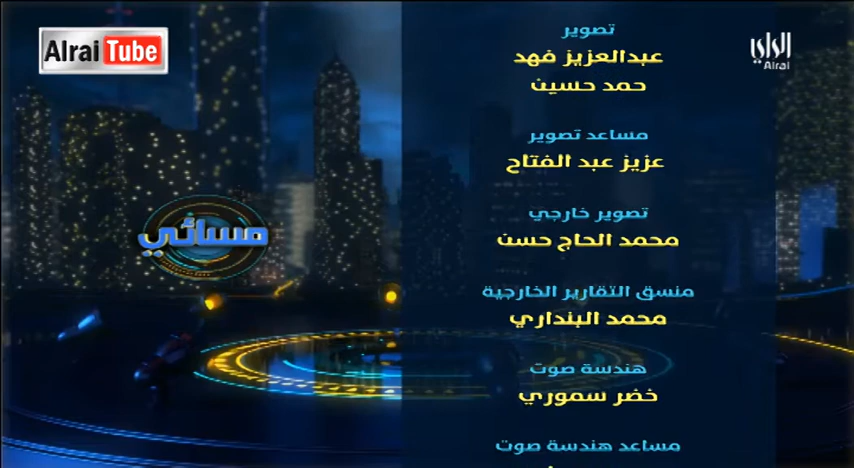 Alrai Tube
الراي
Alrai
مسائي
تصوير
عبدالعزيز فهد
حمد حسين
مساعد تصوير
عزيز عبد الفتاح
تصوير خارجي
محمد الحاج حسن
منسق التقارير الخارجية
محمد البنداري
هندسة صوت
خضر سموري
مساعد هندسة صوت